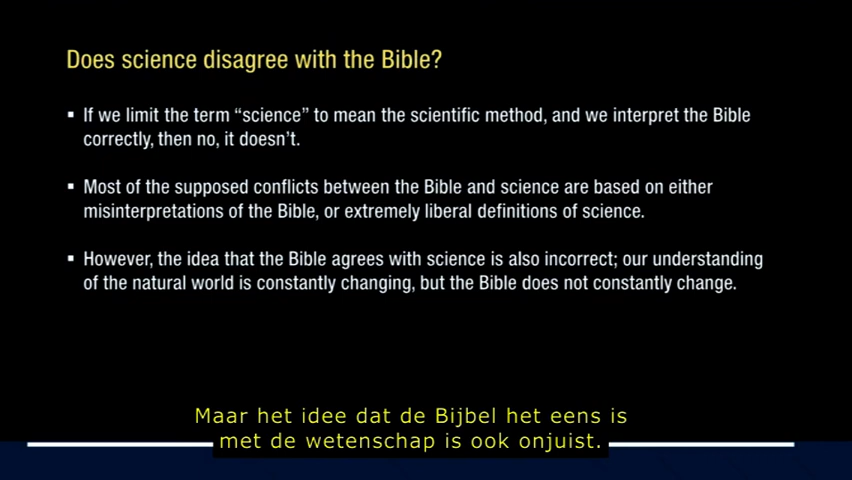 Does science disagree with the Bible?
▪ If we limit the term “science” to mean the scientific method, and we interpret the Bible
correctly, then no, it doesn’t.
▪ Most of the supposed conflicts between the Bible and science are based on either
misinterpretations of the Bible, or extremely liberal definitions of science.
▪ However, the idea that the Bible agrees with science is also incorrect; our understanding
of the natural world is constantly changing, but the Bible does not constantly change.
Maar het idee dat de Bijbel het eens is
met de wetenschap is ook onjuist.